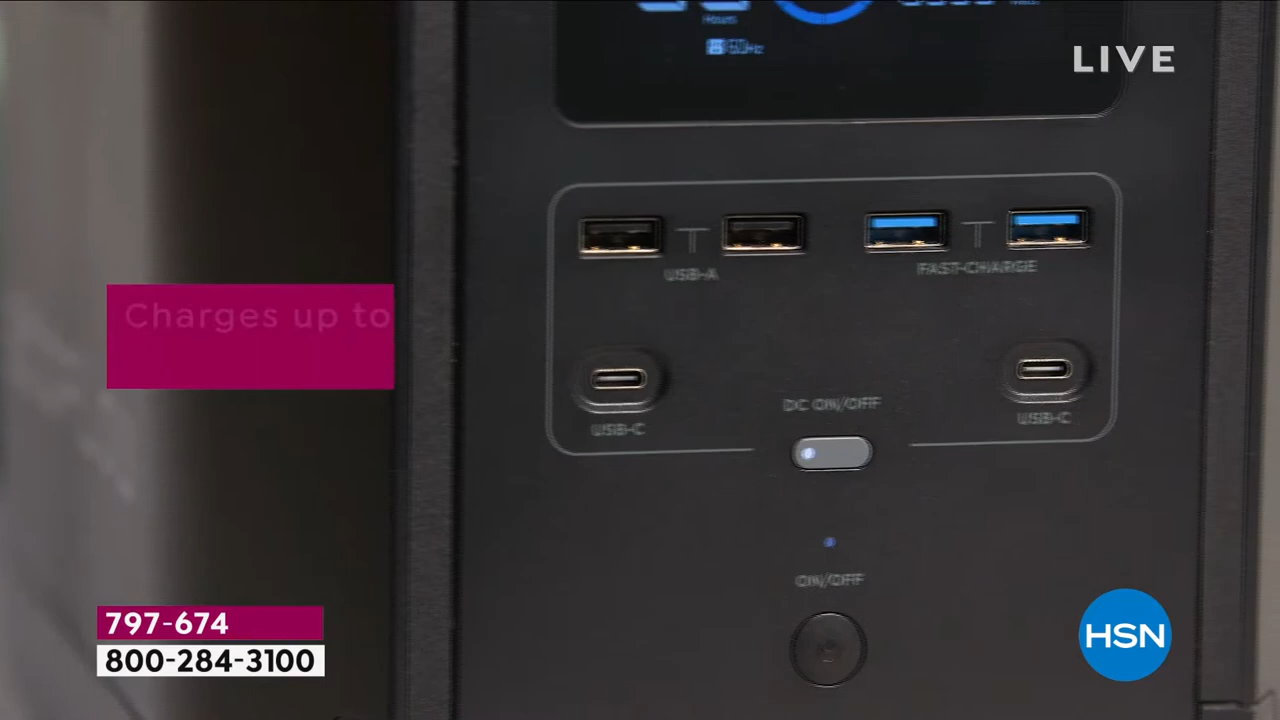 Hours
60Hz
LIVE
USB-A
FAST-CHARGE
Charges up to
USB-C
DC ON/OFF
USB-C
ON/OFF
797-674
800-284-3100
HSN